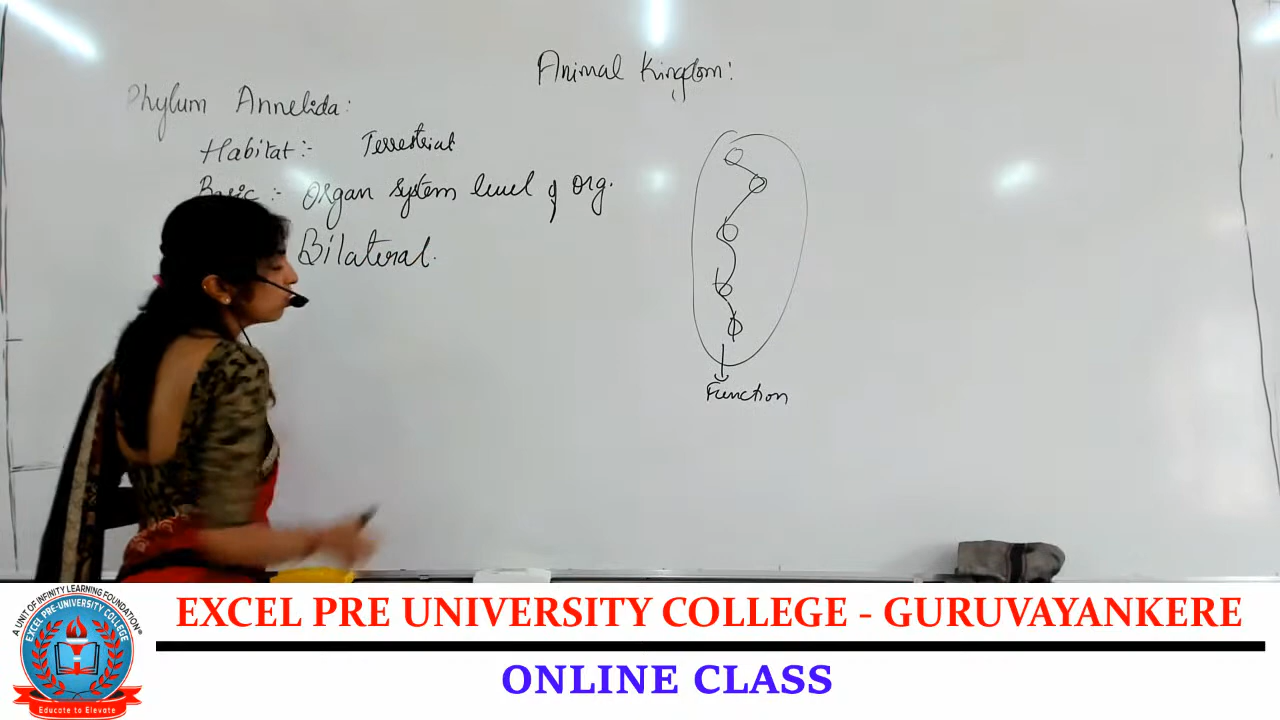 Animal Kingdom:
Phylum Annelida:
Habitat:- Terrestrial
Basic :- Organ system level of org.
Bilateral.
Function
A UNIT OF INFINITY LEARNING FOUNDATION®
EXCEL PRE-UNIVERSITY COLLEGE
Educate to Elevate
EXCEL PRE UNIVERSITY COLLEGE - GURUVAYANKERE
ONLINE CLASS